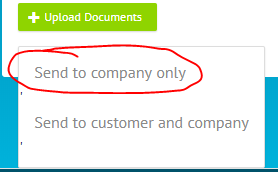 + Upload Documents
Send to company only
,
Send to customer and company
,